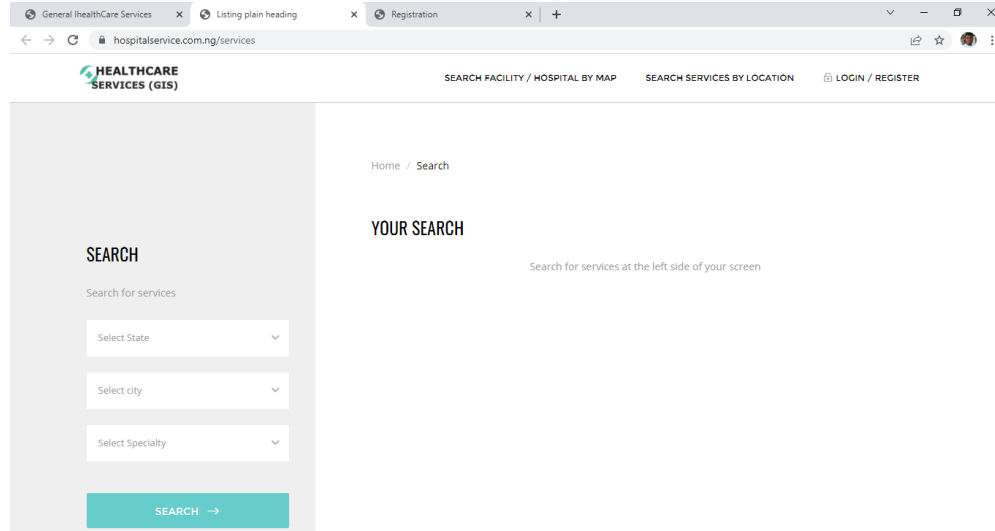 General IhealthCare Services
Listing plain heading
Registration
hospitalservice.com.ng/services
HEALTHCARE
SERVICES (GIS)
SEARCH FACILITY / HOSPITAL BY MAP
SEARCH SERVICES BY LOCATION
LOGIN / REGISTER
Home / Search
YOUR SEARCH
Search for services at the left side of your screen
SEARCH
Search for services
Select State
Select city
Select Specialty
SEARCH →